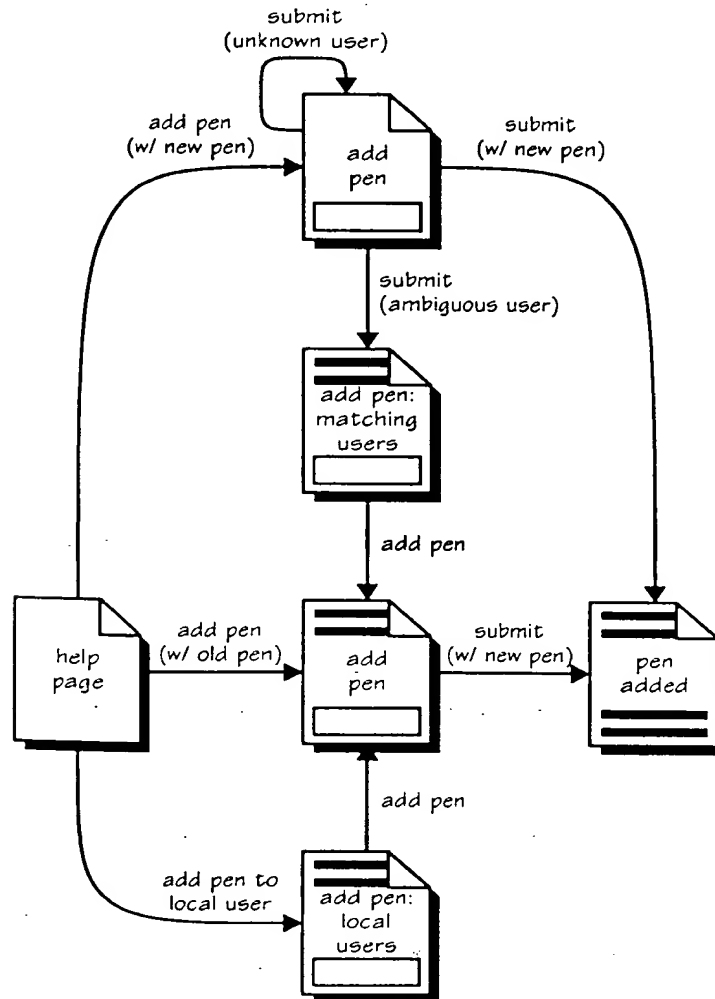 submit
(unknown user)
add pen
(w/ new pen)
add
pen
submit
(w/ new pen)
submit
(ambiguous user)
add pen:
matching
users
add pen
help
page
add pen
(w/ old pen)
add
pen
submit
(w/ new pen)
pen
added
add pen
add pen to
local user
add pen:
local
users